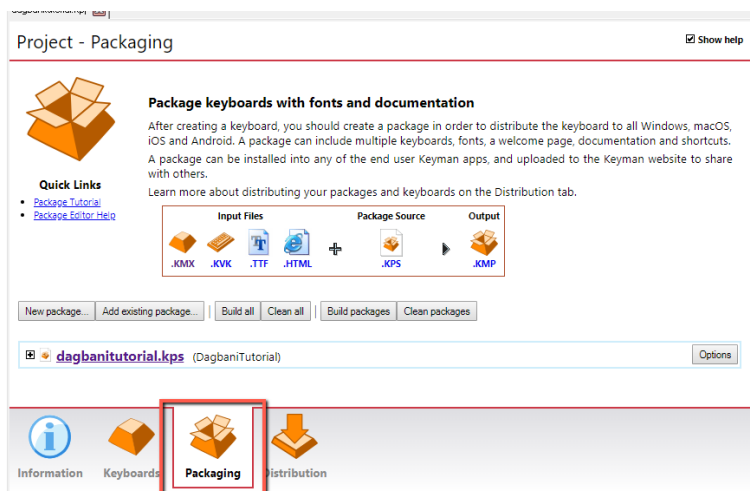 Project - Packaging
Show help
Package keyboards with fonts and documentation
After creating a keyboard, you should create a package in order to distribute the keyboard to all Windows, macOS,
iOS and Android. A package can include multiple keyboards, fonts, a welcome page, documentation and shortcuts.
A package can be installed into any of the end user Keyman apps, and uploaded to the Keyman website to share
with others.
Learn more about distributing your packages and keyboards on the Distribution tab.
Quick Links
Package Tutorial
Package Editor Help
Input Files Package Source Output
.KMX .KVK .TTF .HTML .KPS .KMP
New package... Add existing package... Build all Clean all Build packages Clean packages
dagbanitutorial.kps (DagbaniTutorial)
Options
Information Keyboards Packaging Distribution